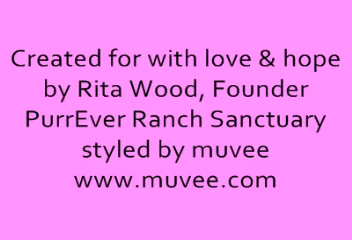 Created for with love & hope
by Rita Wood, Founder
PurrEver Ranch Sanctuary
styled by muvee
www.muvee.com